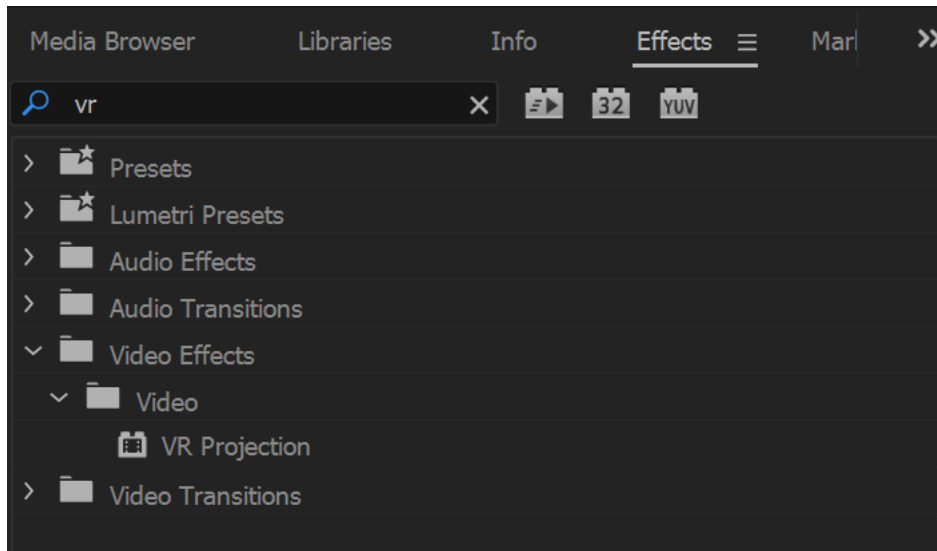 Media Browser Libraries Info Effects
vr 32 YUV
Presets
Lumetri Presets
Audio Effects
Audio Transitions
Video Effects
Video
VR Projection
Video Transitions